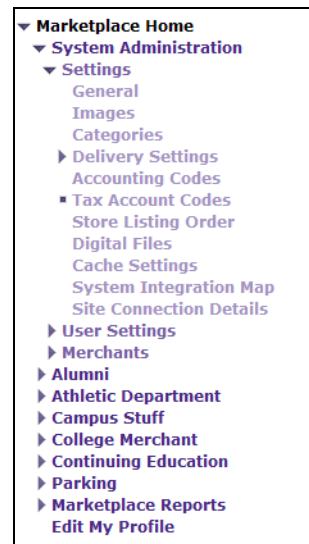 Marketplace Home
System Administration
Settings
General
Images
Categories
Delivery Settings
Accounting Codes
Tax Account Codes
Store Listing Order
Digital Files
Cache Settings
System Integration Map
Site Connection Details
User Settings
Merchants
Alumni
Athletic Department
Campus Stuff
College Merchant
Continuing Education
Parking
Marketplace Reports
Edit My Profile